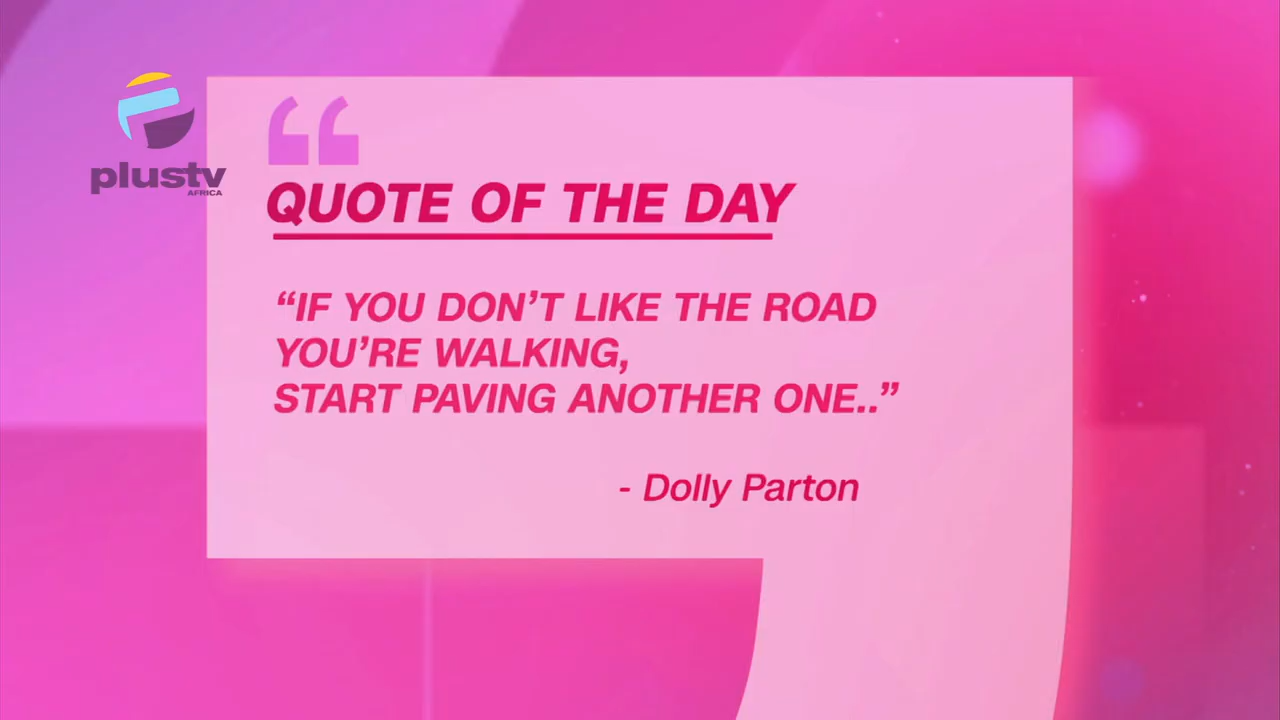 plustv
AFRICA
QUOTE OF THE DAY
“IF YOU DON’T LIKE THE ROAD
YOU’RE WALKING,
START PAVING ANOTHER ONE..”
- Dolly Parton